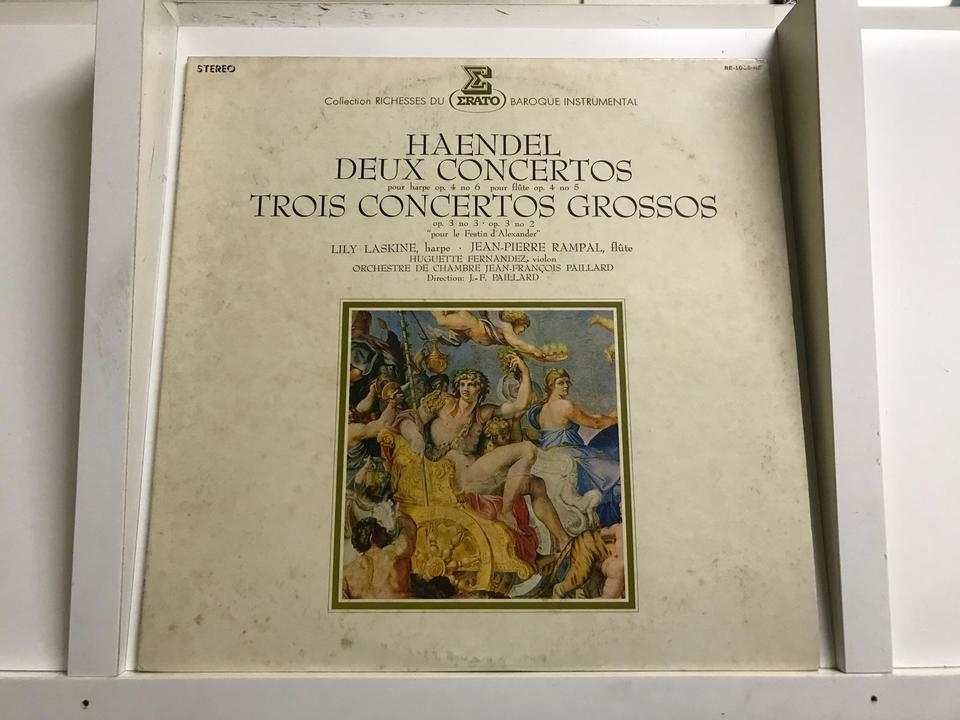 STEREO
Collection RICHESSES DU ERATO BAROQUE INSTRUMENTAL
HAENDEL
DEUX CONCERTOS
pour harpe op. 4 no 6 pour flûte op. 4 no 5
TROIS CONCERTOS GROSSOS
op. 3 no 3 · op. 3 no 2
"pour le Festin d'Alexander"
LILY LASKINE, harpe · JEAN-PIERRE RAMPAL, flûte
HUGUETTE FERNANDEZ, violon
ORCHESTRE DE CHAMBRE JEAN-FRANÇOIS PAILLARD
Direction: J.-F. PAILLARD